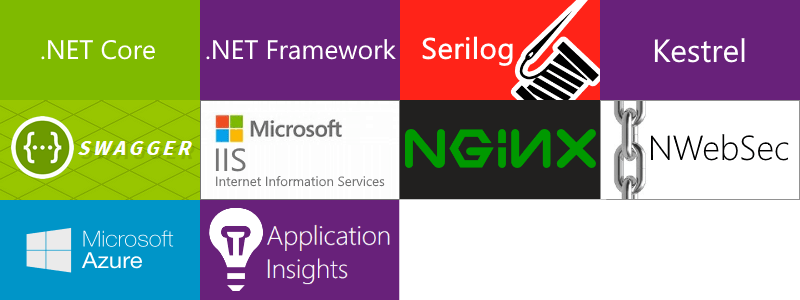 .NET Core
.NET Framework
Serilog
Kestrel
{···} SWAGGER
Microsoft
IIS
Internet Information Services
NGiNX
NWebSec
Microsoft
Azure
Application
Insights